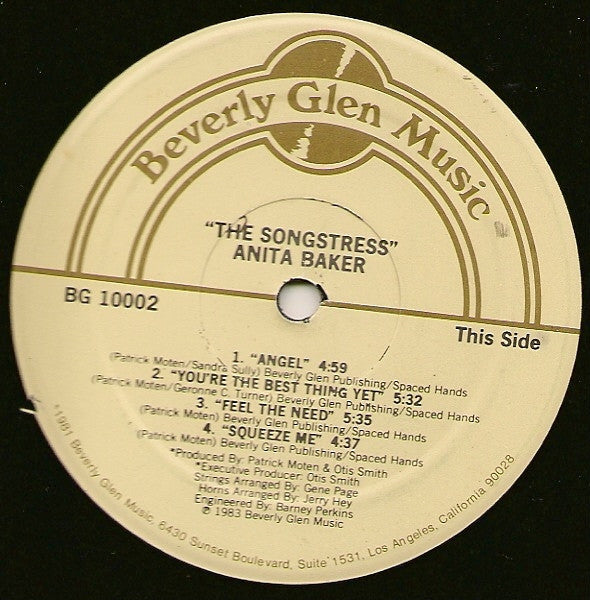 Beverly Glen Music
"THE SONGSTRESS"
ANITA BAKER
BG 10002
This Side
1. "ANGEL" 4:59
(Patrick Moten/Sandra Sully) Beverly Glen Publishing/Spaced Hands
2. "YOU'RE THE BEST THING YET" 5:32
(Patrick Moten/Geronne C. Turner) Beverly Glen Publishing/Spaced Hands
3. "FEEL THE NEED" 5:35
(Patrick Moten) Beverly Glen Publishing/Spaced Hands
4. "SQUEEZE ME" 4:37
(Patrick Moten) Beverly Glen Publishing/Spaced Hands
*Produced By: Patrick Moten & Otis Smith
*Executive Producer: Otis Smith
Strings Arranged By: Gene Page
Horns Arranged By: Jerry Hey
Engineered By: Barney Perkins
℗ 1983 Beverly Glen Music
°1981 Beverly Glen Music, 6430 Sunset Boulevard, Suite 1531, Los Angeles, California 90028